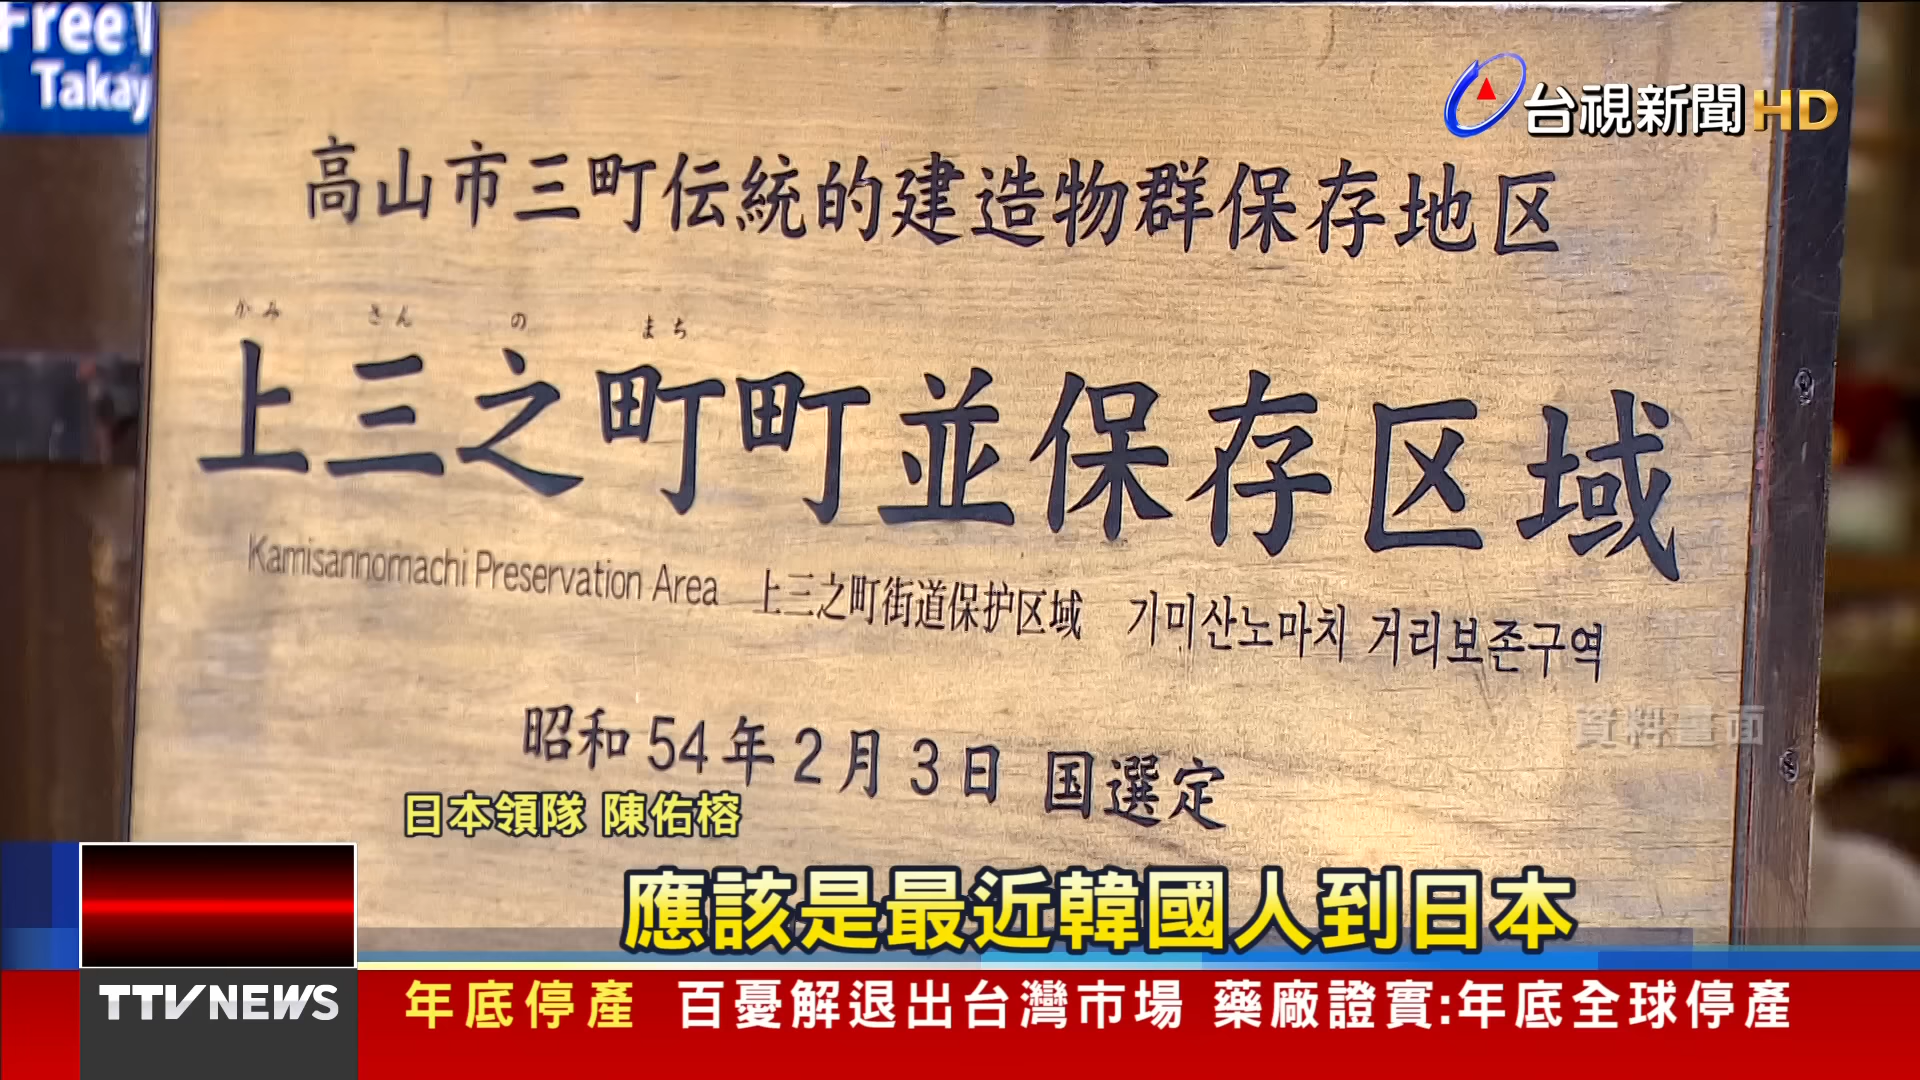 Free
Takay
台視新聞HD
高山市三町伝統的建造物群保存地区
かみ さん の まち
上三之町町並保存区域
Kamisannomachi Preservation Area 上三之町街道保护区域 기미산노마치 거리보존구역
昭和54年2月3日 国選定
資料畫面
日本領隊 陳佑榕
應該是最近韓國人到日本
TTV NEWS
年底停產 百憂解退出台灣市場 藥廠證實:年底全球停產